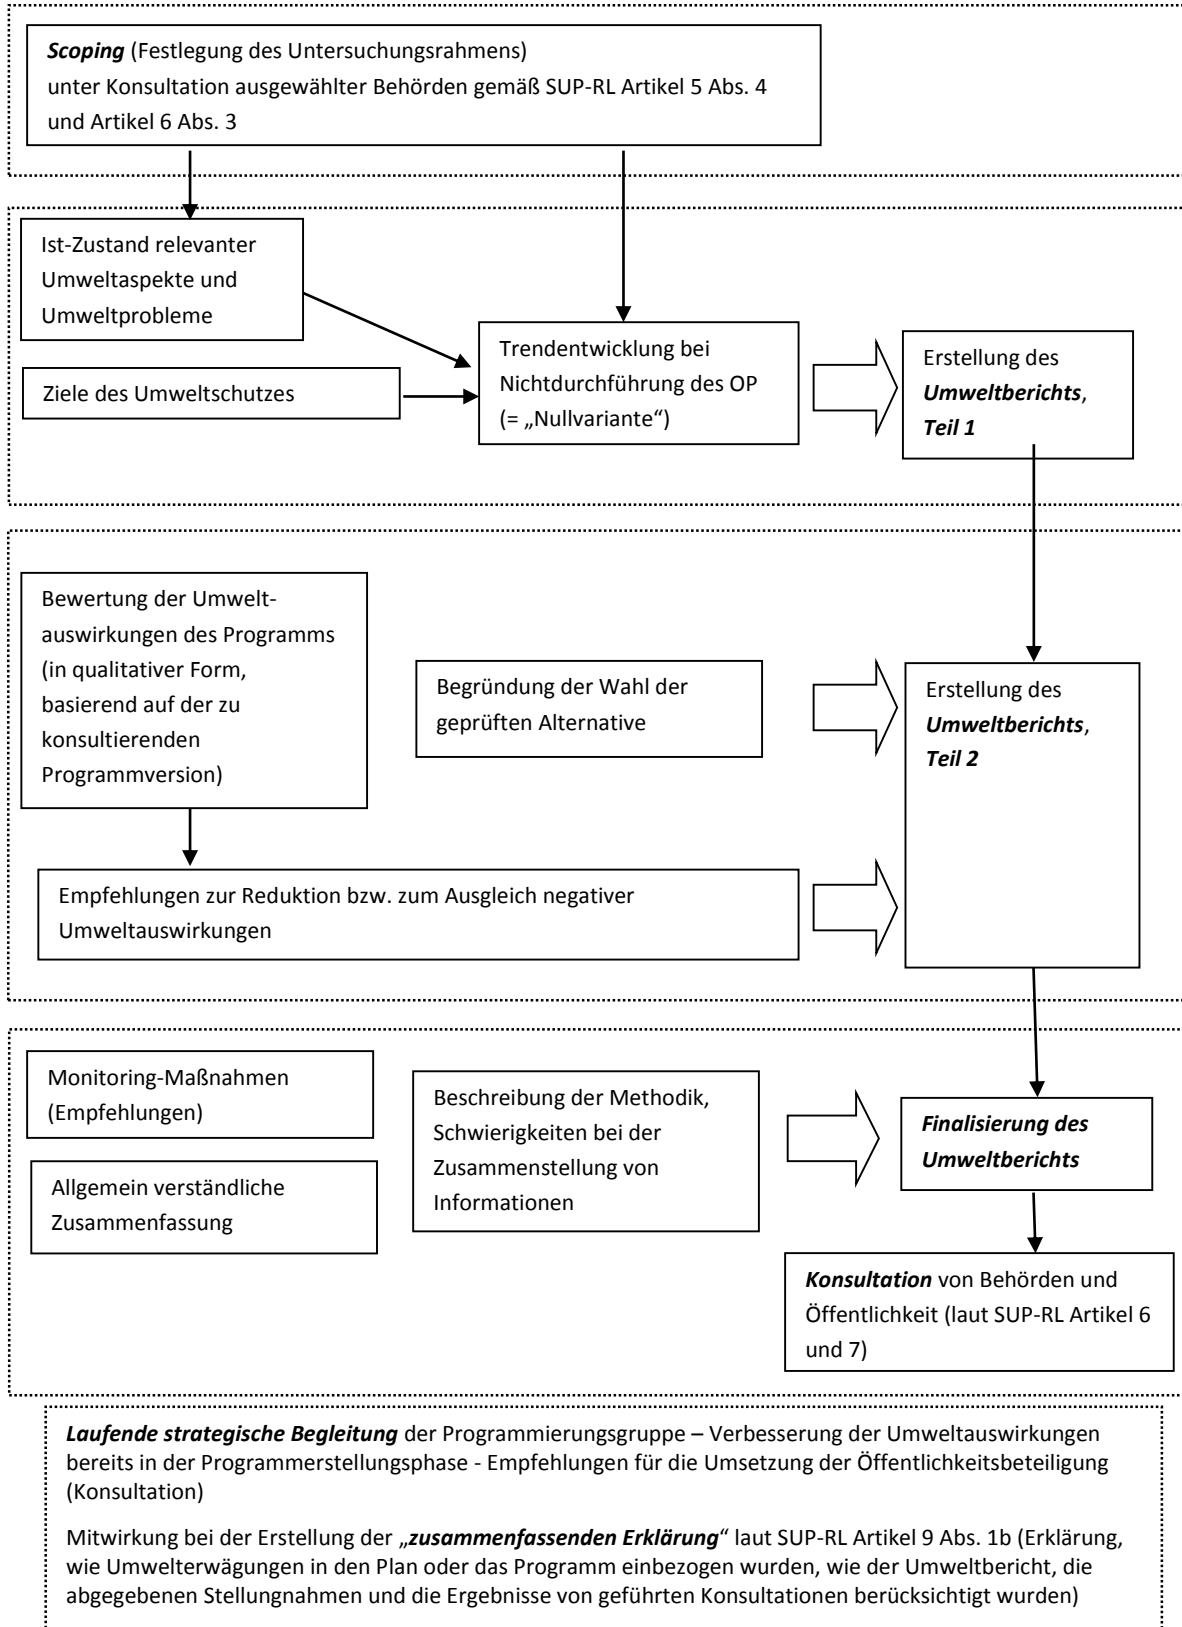 Scoping (Festlegung des Untersuchungsrahmens)
unter Konsultation ausgewählter Behörden gemäß SUP-RL Artikel 5 Abs. 4
und Artikel 6 Abs. 3
Ist-Zustand relevanter
Umweltaspekte und
Umweltprobleme
Ziele des Umweltschutzes
Trendentwicklung bei
Nichtdurchführung des OP
(= „Nullvariante“)
Erstellung des
Umweltberichts,
Teil 1
Bewertung der Umwelt-
auswirkungen des Programms
(in qualitativer Form,
basierend auf der zu
konsultierenden
Programmversion)
Begründung der Wahl der
geprüften Alternative
Erstellung des
Umweltberichts,
Teil 2
Empfehlungen zur Reduktion bzw. zum Ausgleich negativer
Umweltauswirkungen
Monitoring-Maßnahmen
(Empfehlungen)
Allgemein verständliche
Zusammenfassung
Beschreibung der Methodik,
Schwierigkeiten bei der
Zusammenstellung von
Informationen
Finalisierung des
Umweltberichts
Konsultation von Behörden und
Öffentlichkeit (laut SUP-RL Artikel 6
und 7)
Laufende strategische Begleitung der Programmierungsgruppe – Verbesserung der Umweltauswirkungen
bereits in der Programmerstellungsphase - Empfehlungen für die Umsetzung der Öffentlichkeitsbeteiligung
(Konsultation)
Mitwirkung bei der Erstellung der „zusammenfassenden Erklärung“ laut SUP-RL Artikel 9 Abs. 1b (Erklärung,
wie Umwelterwägungen in den Plan oder das Programm einbezogen wurden, wie der Umweltbericht, die
abgegebenen Stellungnahmen und die Ergebnisse von geführten Konsultationen berücksichtigt wurden)